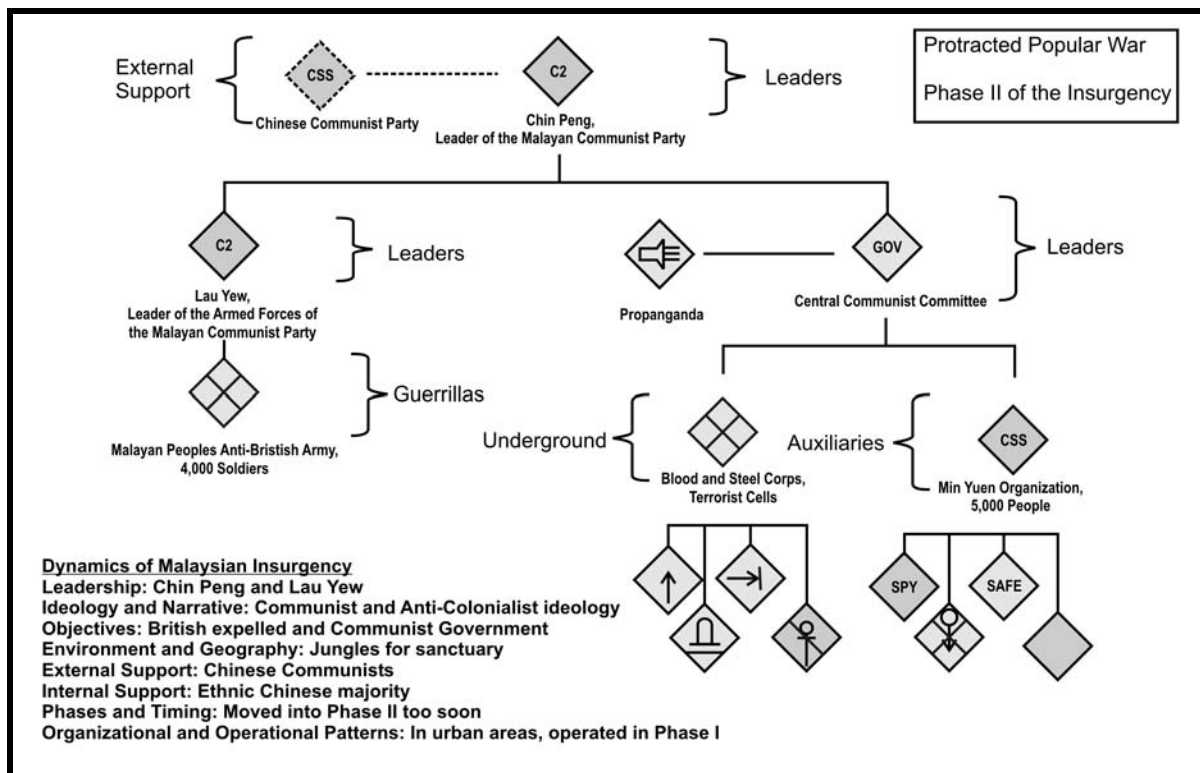 External
Support
CSS
Chinese Communist Party
C2
Chin Peng,
Leader of the Malayan Communist Party
Leaders
Protracted Popular War
Phase II of the Insurgency
C2
Leaders
Lau Yew,
Leader of the Armed Forces of
the Malayan Communist Party
Propanganda
GOV
Central Communist Committee
Leaders
Guerrillas
Malayan Peoples Anti-Bristish Army,
4,000 Soldiers
Underground
Blood and Steel Corps,
Terrorist Cells
Auxiliaries
CSS
Min Yuen Organization,
5,000 People
SPY
SAFE
Dynamics of Malaysian Insurgency
Leadership: Chin Peng and Lau Yew
Ideology and Narrative: Communist and Anti-Colonialist ideology
Objectives: British expelled and Communist Government
Environment and Geography: Jungles for sanctuary
External Support: Chinese Communists
Internal Support: Ethnic Chinese majority
Phases and Timing: Moved into Phase II too soon
Organizational and Operational Patterns: In urban areas, operated in Phase I